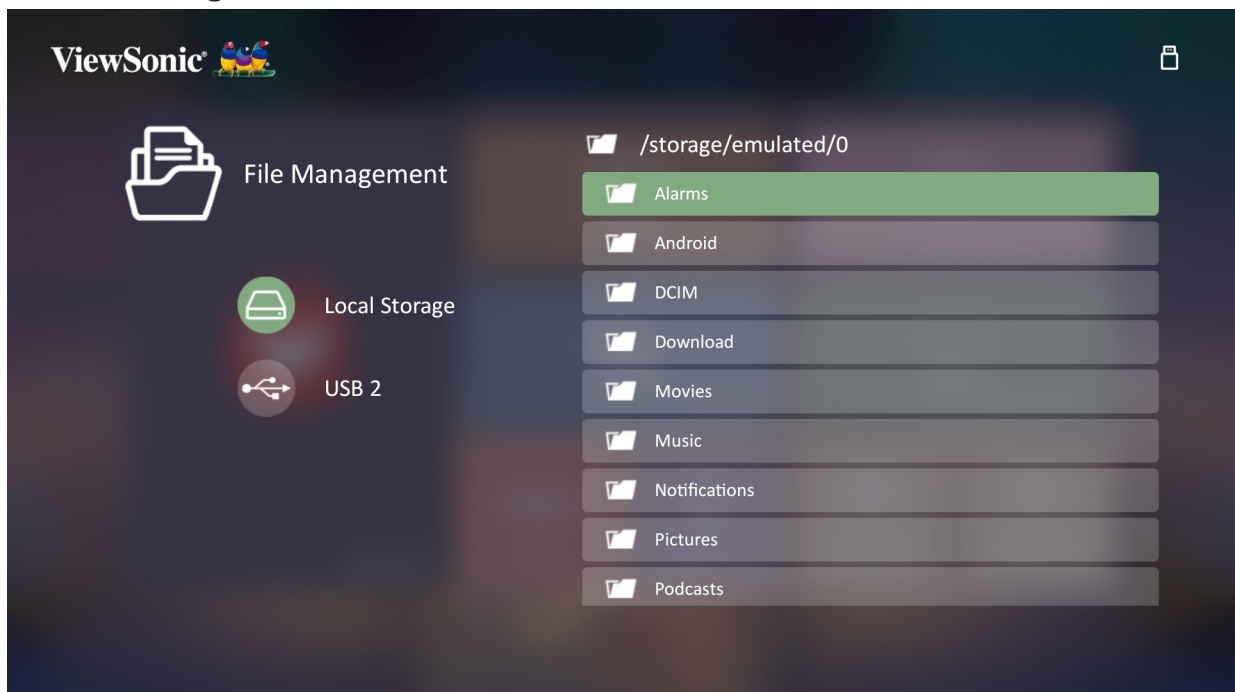 ViewSonic®
File Management
Local Storage
USB 2
/storage/emulated/0
Alarms
Android
DCIM
Download
Movies
Music
Notifications
Pictures
Podcasts